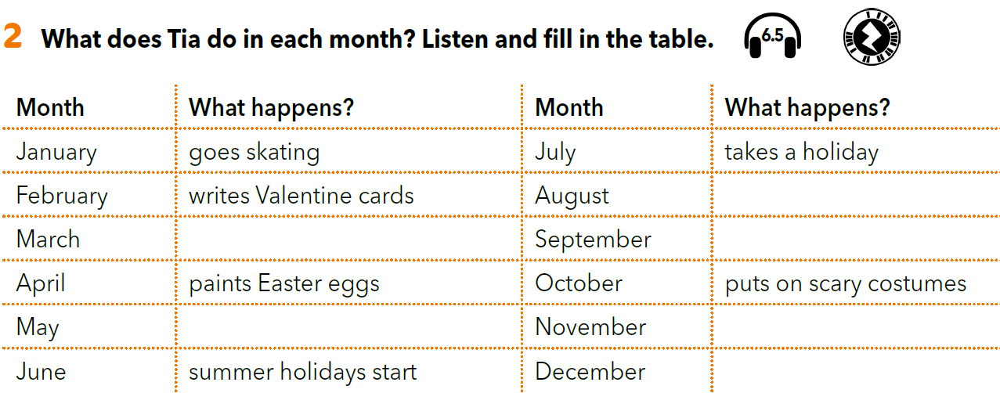 2 What does Tia do in each month? Listen and fill in the table. 6.5
Month What happens? Month What happens?
January goes skating July takes a holiday
February writes Valentine cards August
March September
April paints Easter eggs October puts on scary costumes
May November
June summer holidays start December